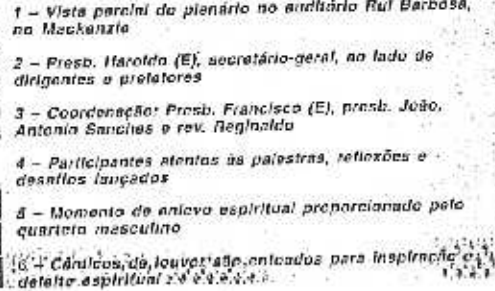 1 – Vista parcial do plenário no auditório Rui Barbosa,
no Mackenzie
2 – Presb. Haroldo (E), secretário-geral, ao lado de
dirigentes e preletores
3 – Coordenação: Presb. Francisco (E), presb. João,
Antonio Sanches e rev. Reginaldo
4 – Participantes atentos às palestras, reflexões e
desafios lançados
5 – Momento de enlevo espiritual proporcionado pelo
quarteto masculino
6 – Cânticos de louvor são entoados para inspiração e
deleite espiritual